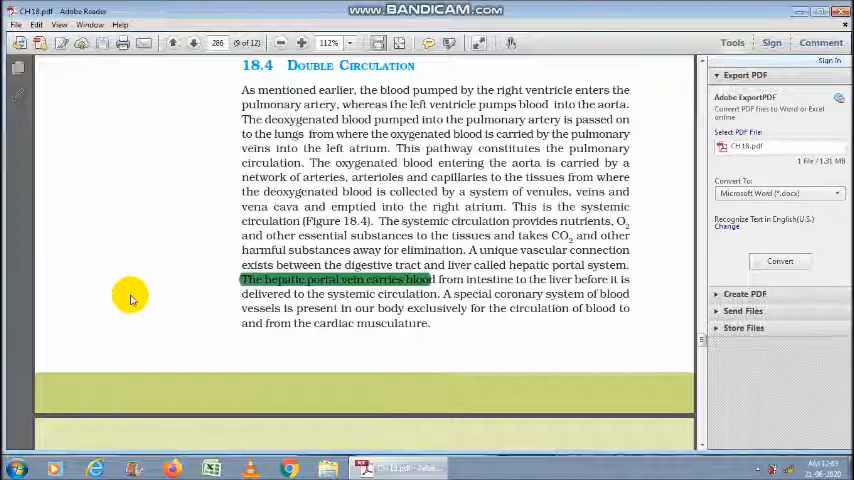 CH18.pdf - Adobe Reader
www.BANDICAM.com
File Edit View Window Help
286 (9 of 12) 112% Tools Sign Comment
18.4 DOUBLE CIRCULATION
As mentioned earlier, the blood pumped by the right ventricle enters the
pulmonary artery, whereas the left ventricle pumps blood into the aorta.
The deoxygenated blood pumped into the pulmonary artery is passed on
to the lungs from where the oxygenated blood is carried by the pulmonary
veins into the left atrium. This pathway constitutes the pulmonary
circulation. The oxygenated blood entering the aorta is carried by a
network of arteries, arterioles and capillaries to the tissues from where
the deoxygenated blood is collected by a system of venules, veins and
vena cava and emptied into the right atrium. This is the systemic
circulation (Figure 18.4). The systemic circulation provides nutrients, O2
and other essential substances to the tissues and takes CO2 and other
harmful substances away for elimination. A unique vascular connection
exists between the digestive tract and liver called hepatic portal system.
The hepatic portal vein carries blood from intestine to the liver before it is
delivered to the systemic circulation. A special coronary system of blood
vessels is present in our body exclusively for the circulation of blood to
and from the cardiac musculature.
Sign In
Export PDF
Adobe ExportPDF
Convert PDF files to Word or Excel
online
Select PDF File:
CH18.pdf
1 file / 1.31 MB
Convert To:
Microsoft Word (*.docx)
Recognize Text in English(U.S.)
Change
Convert
Create PDF
Send Files
Store Files
CH18.pdf - Adob...
21-06-2020